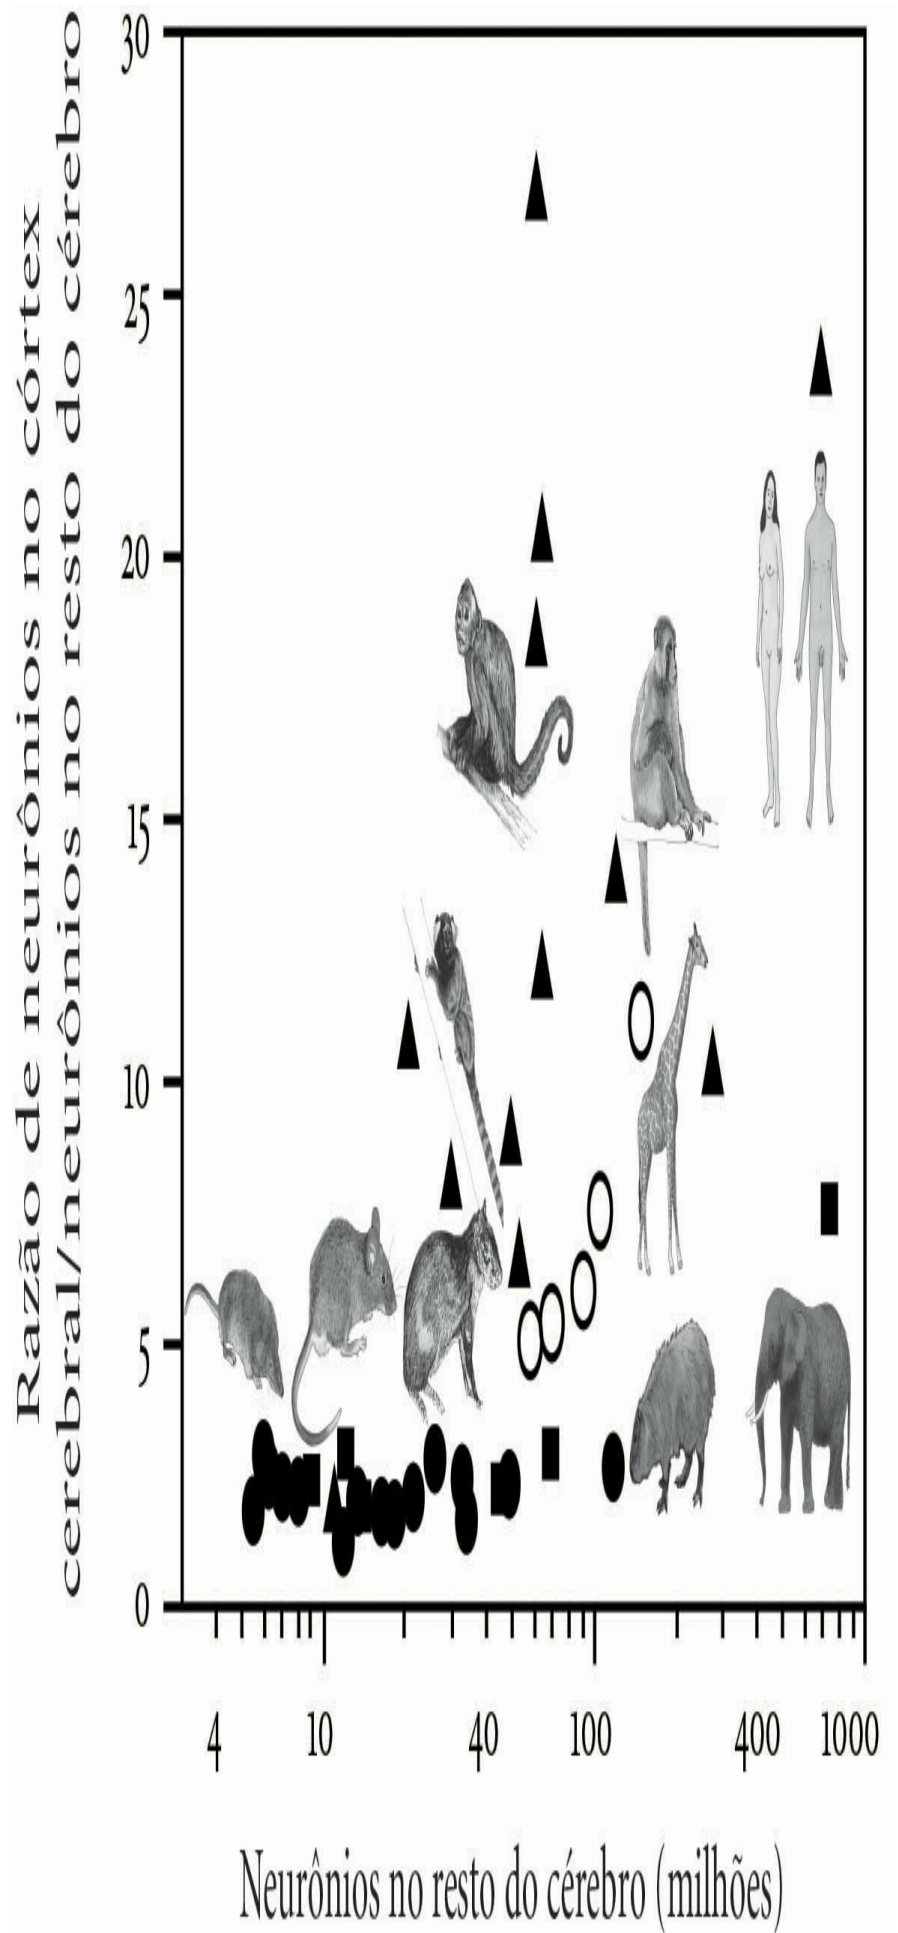 Razão de neurônios no córtex
cerebral/neurônios no resto do cérebro
30
25
20
15
10
5
0
4 10 40 100 400 1000
Neurônios no resto do cérebro (milhões)